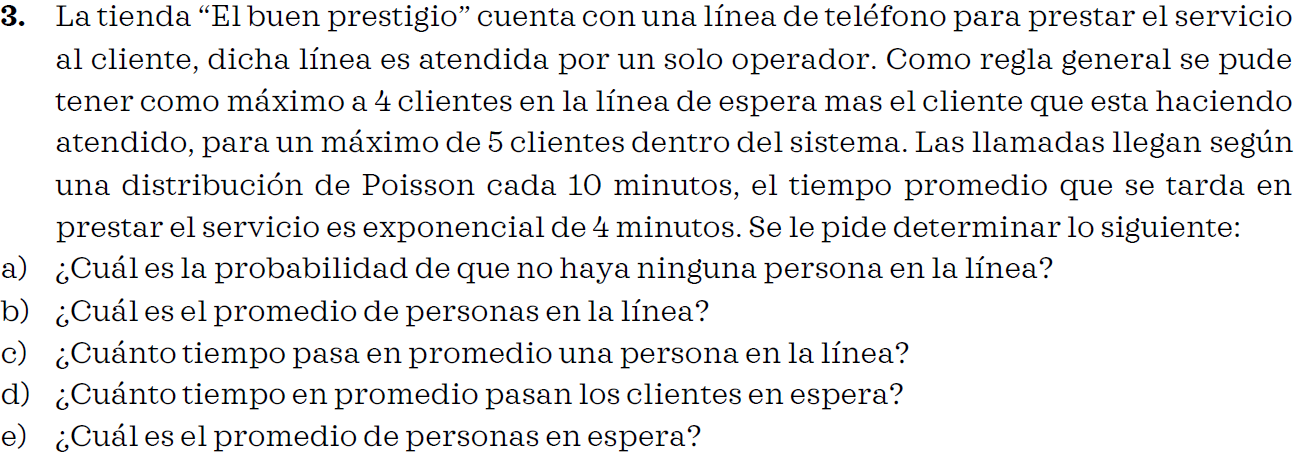 3. La tienda “El buen prestigio” cuenta con una línea de teléfono para prestar el servicio
al cliente, dicha línea es atendida por un solo operador. Como regla general se pude
tener como máximo a 4 clientes en la línea de espera mas el cliente que esta haciendo
atendido, para un máximo de 5 clientes dentro del sistema. Las llamadas llegan según
una distribución de Poisson cada 10 minutos, el tiempo promedio que se tarda en
prestar el servicio es exponencial de 4 minutos. Se le pide determinar lo siguiente:
a) ¿Cuál es la probabilidad de que no haya ninguna persona en la línea?
b) ¿Cuál es el promedio de personas en la línea?
c) ¿Cuánto tiempo pasa en promedio una persona en la línea?
d) ¿Cuánto tiempo en promedio pasan los clientes en espera?
e) ¿Cuál es el promedio de personas en espera?